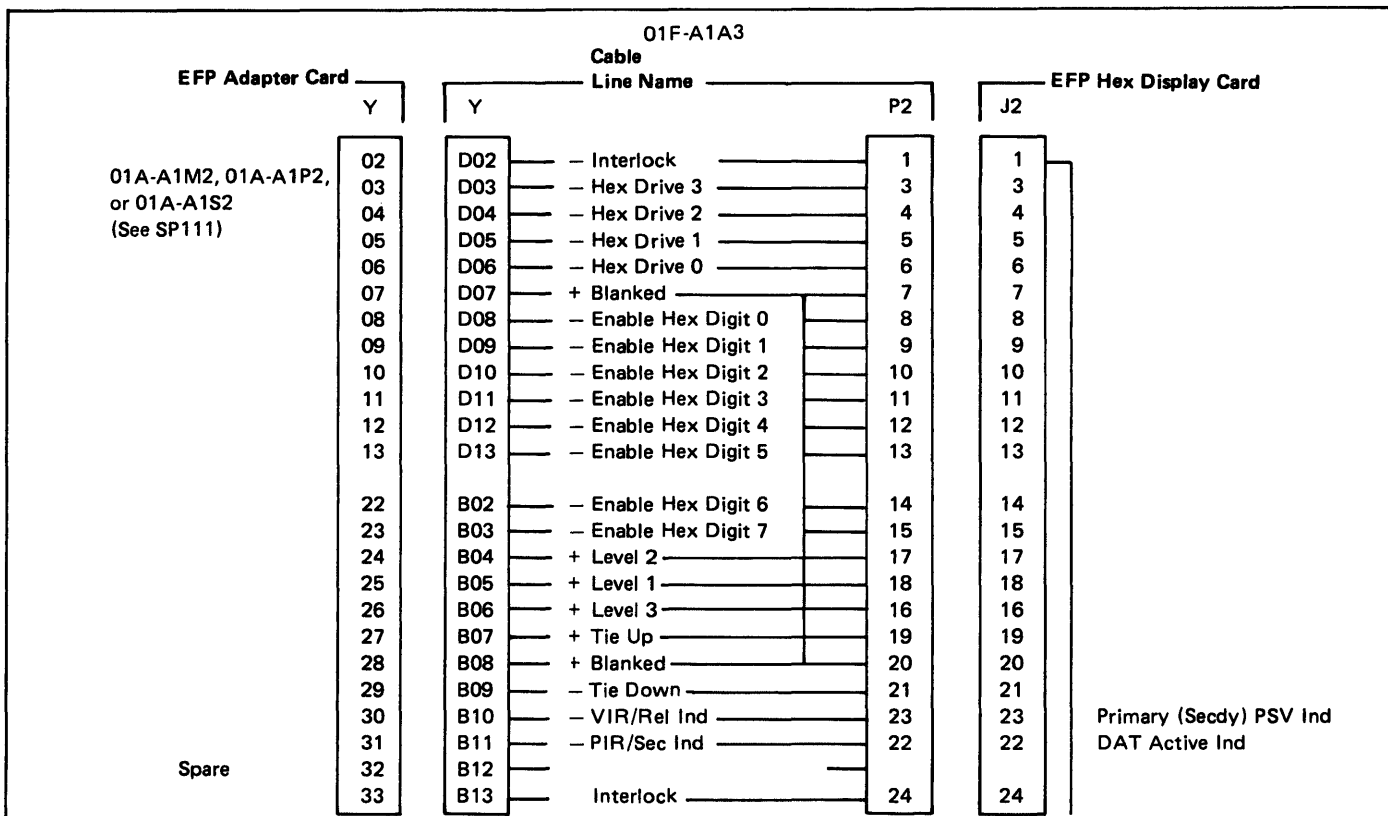 01F-A1A3
Cable
EFP Adapter Card Line Name EFP Hex Display Card
Y Y P2 J2
01A-A1M2, 01A-A1P2,
or 01A-A1S2
(See SP111)
02 D02 — Interlock 1 1
03 D03 — Hex Drive 3 3 3
04 D04 — Hex Drive 2 4 4
05 D05 — Hex Drive 1 5 5
06 D06 — Hex Drive 0 6 6
07 D07 + Blanked 7 7
08 D08 — Enable Hex Digit 0 8 8
09 D09 — Enable Hex Digit 1 9 9
10 D10 — Enable Hex Digit 2 10 10
11 D11 — Enable Hex Digit 3 11 11
12 D12 — Enable Hex Digit 4 12 12
13 D13 — Enable Hex Digit 5 13 13
22 B02 — Enable Hex Digit 6 14 14
23 B03 — Enable Hex Digit 7 15 15
24 B04 + Level 2 17 17
25 B05 + Level 1 18 18
26 B06 + Level 3 16 16
27 B07 + Tie Up 19 19
28 B08 + Blanked 20 20
29 B09 — Tie Down 21 21
30 B10 — VIR/Rel Ind 23 23 Primary (Secdy) PSV Ind
31 B11 — PIR/Sec Ind 22 22 DAT Active Ind
Spare 32 B12
33 B13 Interlock 24 24